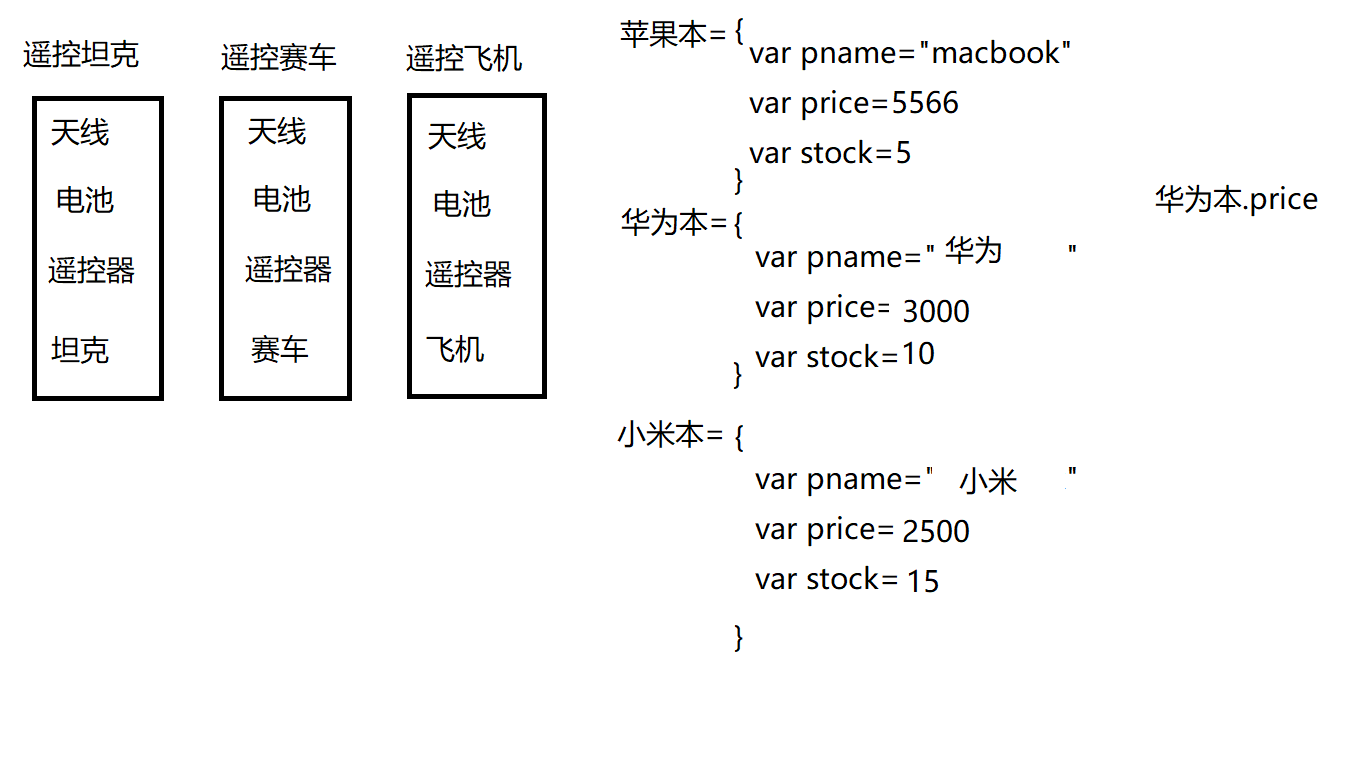 遥控坦克
天线
电池
遥控器
坦克
遥控赛车
天线
电池
遥控器
赛车
遥控飞机
天线
电池
遥控器
飞机
苹果本= {
var pname="macbook"
var price=5566
var stock=5
}
华为本= {
var pname=" 华为 "
var price= 3000
var stock= 10
}
小米本= {
var pname=" 小米 "
var price= 2500
var stock= 15
}
华为本.price